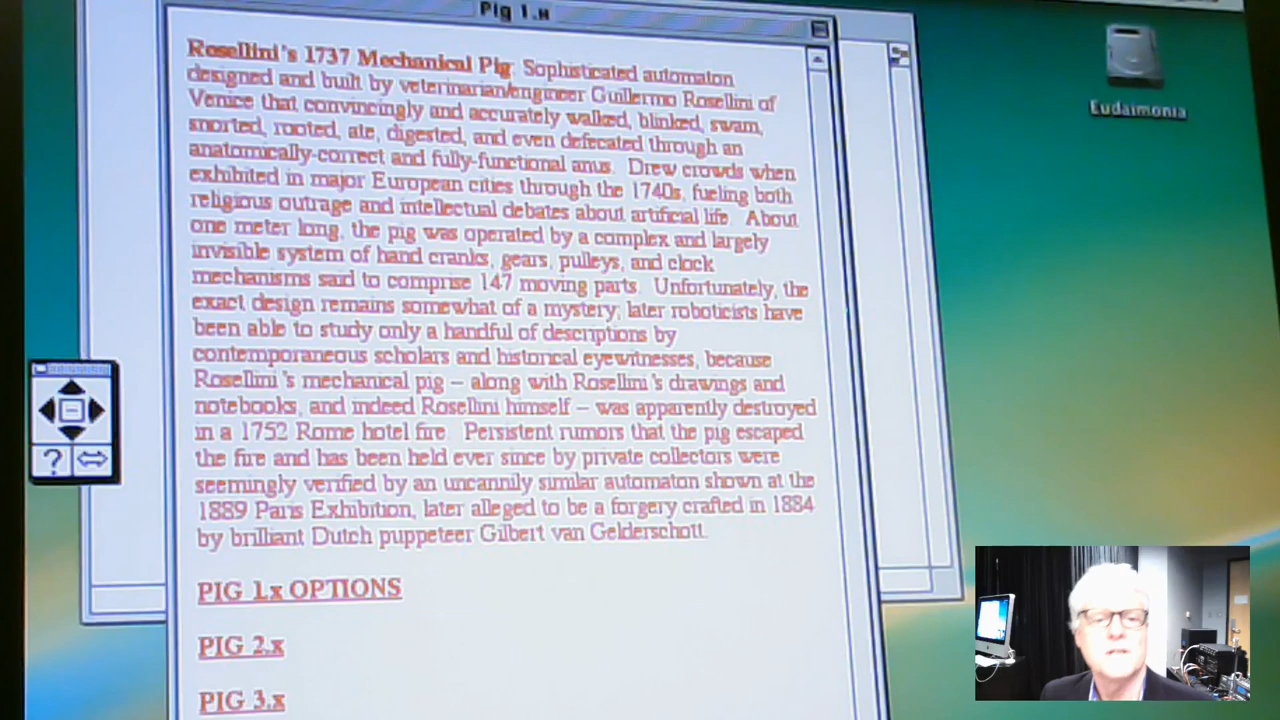 Pig 1.x
Rosellini's 1737 Mechanical Pig: Sophisticated automaton
designed and built by veterinarian/engineer Guillermo Rosellini of
Venice that convincingly and accurately walked, blinked, swam,
snorted, rooted, ate, digested, and even defecated through an
anatomically-correct and fully-functional anus. Drew crowds when
exhibited in major European cities through the 1740s, fueling both
religious outrage and intellectual debates about artificial life. About
one meter long, the pig was operated by a complex and largely
invisible system of hand cranks, gears, pulleys, and clock
mechanisms said to comprise 147 moving parts. Unfortunately, the
exact design remains somewhat of a mystery; later roboticists have
been able to study only a handful of descriptions by
contemporaneous scholars and historical eyewitnesses, because
Rosellini's mechanical pig – along with Rosellini's drawings and
notebooks, and indeed Rosellini himself – was apparently destroyed
in a 1752 Rome hotel fire. Persistent rumors that the pig escaped
the fire and has been held ever since by private collectors were
seemingly verified by an uncannily similar automaton shown at the
1889 Paris Exhibition, later alleged to be a forgery crafted in 1884
by brilliant Dutch puppeteer Gilbert van Gelderschott.
PIG 1.x OPTIONS
PIG 2.x
PIG 3.x
Eudaimonia
?